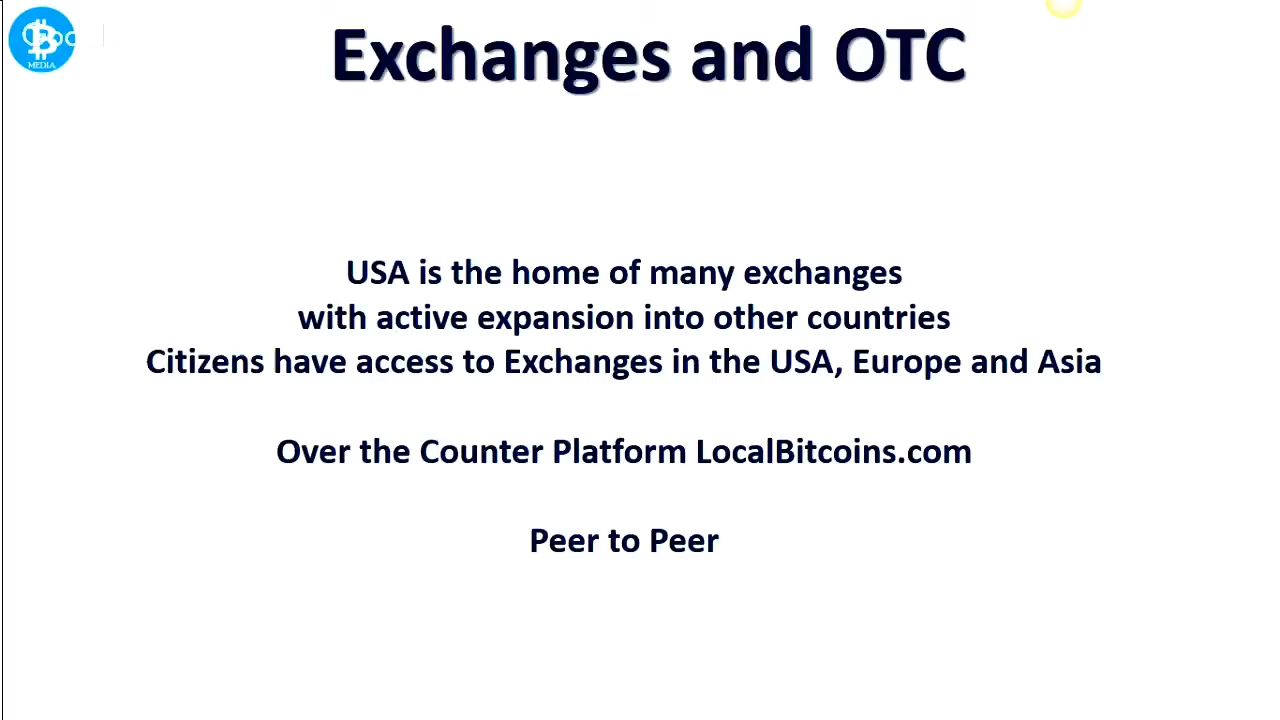 Exchanges and OTC
MEDIA
USA is the home of many exchanges
with active expansion into other countries
Citizens have access to Exchanges in the USA, Europe and Asia
Over the Counter Platform LocalBitcoins.com
Peer to Peer